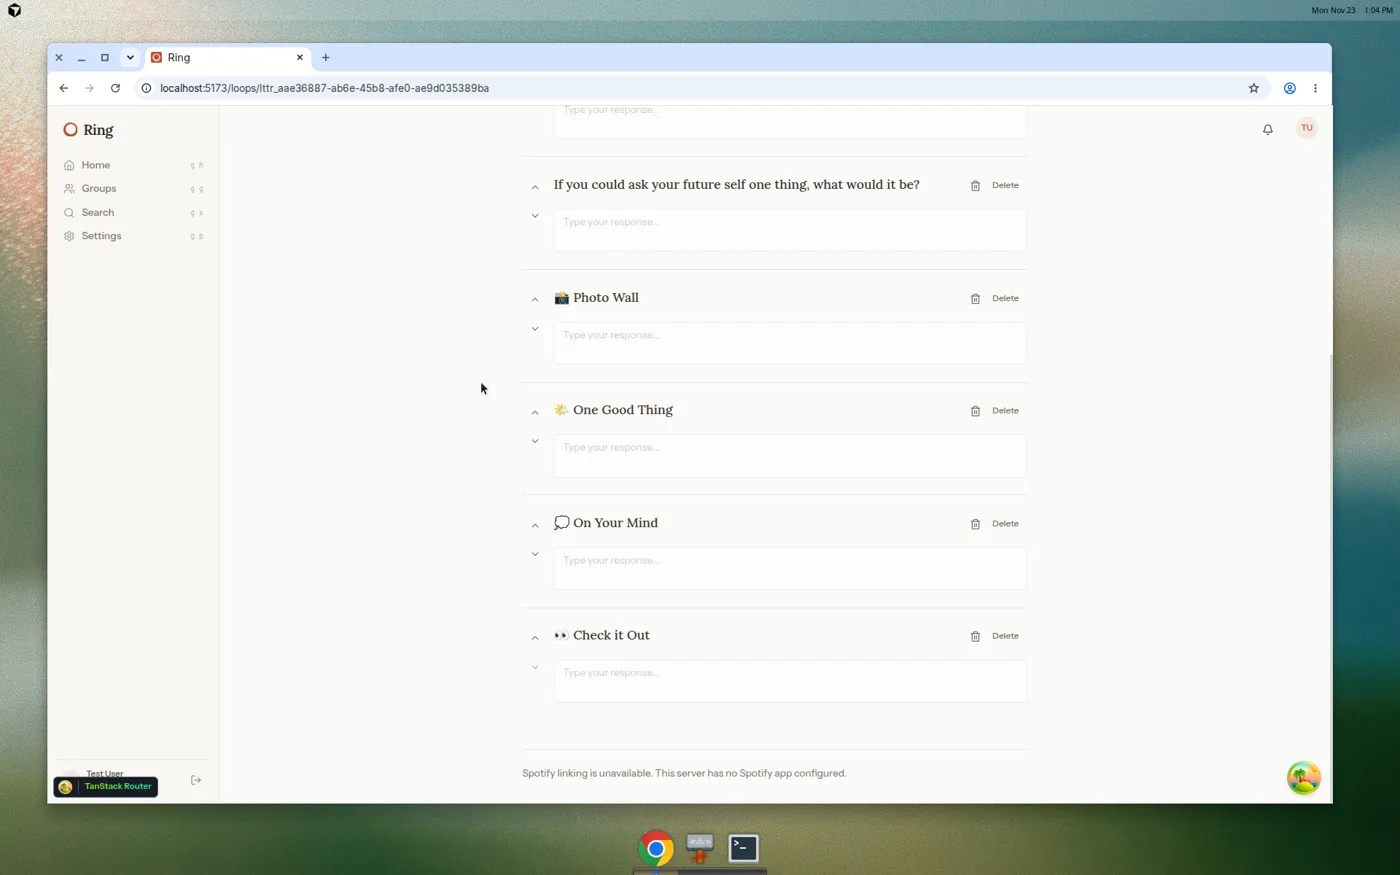 Mon Nov 23 1:04 PM
Ring
localhost:5173/loops/lttr_aae36887-ab6e-45b8-afe0-ae9d035389ba
Ring
TU
Home g h
Groups g g
Search g s
Settings g p
Type your response...
If you could ask your future self one thing, what would it be? Delete
Type your response...
📸 Photo Wall Delete
Type your response...
🌤️ One Good Thing Delete
Type your response...
💭 On Your Mind Delete
Type your response...
👀 Check it Out Delete
Type your response...
Spotify linking is unavailable. This server has no Spotify app configured.
Test User
TanStack Router